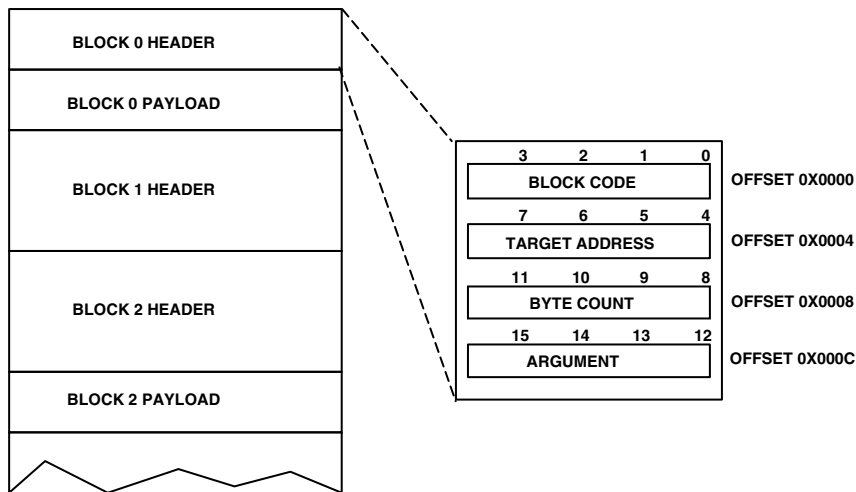 BLOCK 0 HEADER
BLOCK 0 PAYLOAD
BLOCK 1 HEADER
BLOCK 2 HEADER
BLOCK 2 PAYLOAD
3 2 1 0
BLOCK CODE OFFSET 0X0000
7 6 5 4
TARGET ADDRESS OFFSET 0X0004
11 10 9 8
BYTE COUNT OFFSET 0X0008
15 14 13 12
ARGUMENT OFFSET 0X000C